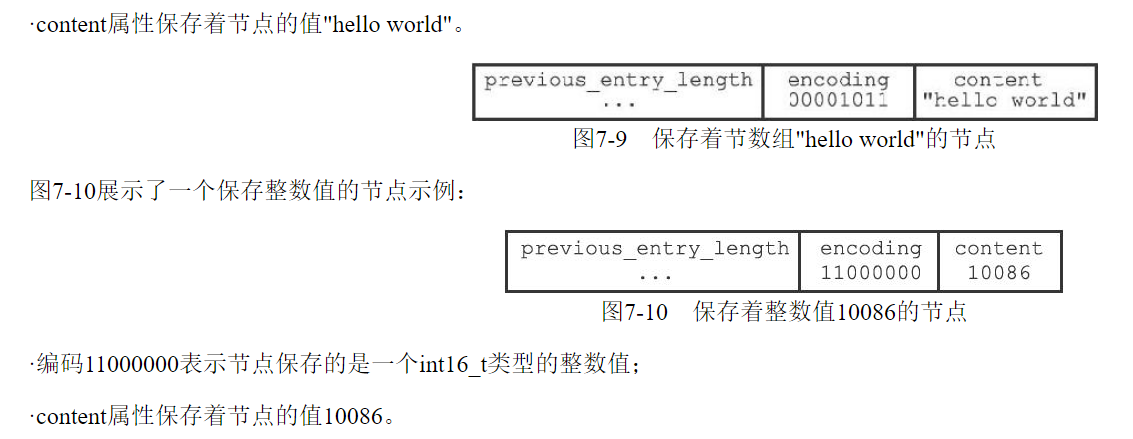 ·content属性保存着节点的值"hello world"。
previous_entry_length encoding content
... 00001011 "hello world"
图7-9 保存着节数组"hello world"的节点
图7-10展示了一个保存整数值的节点示例：
previous_entry_length encoding content
... 11000000 10086
图7-10 保存着整数值10086的节点
·编码11000000表示节点保存的是一个int16_t类型的整数值；
·content属性保存着节点的值10086。